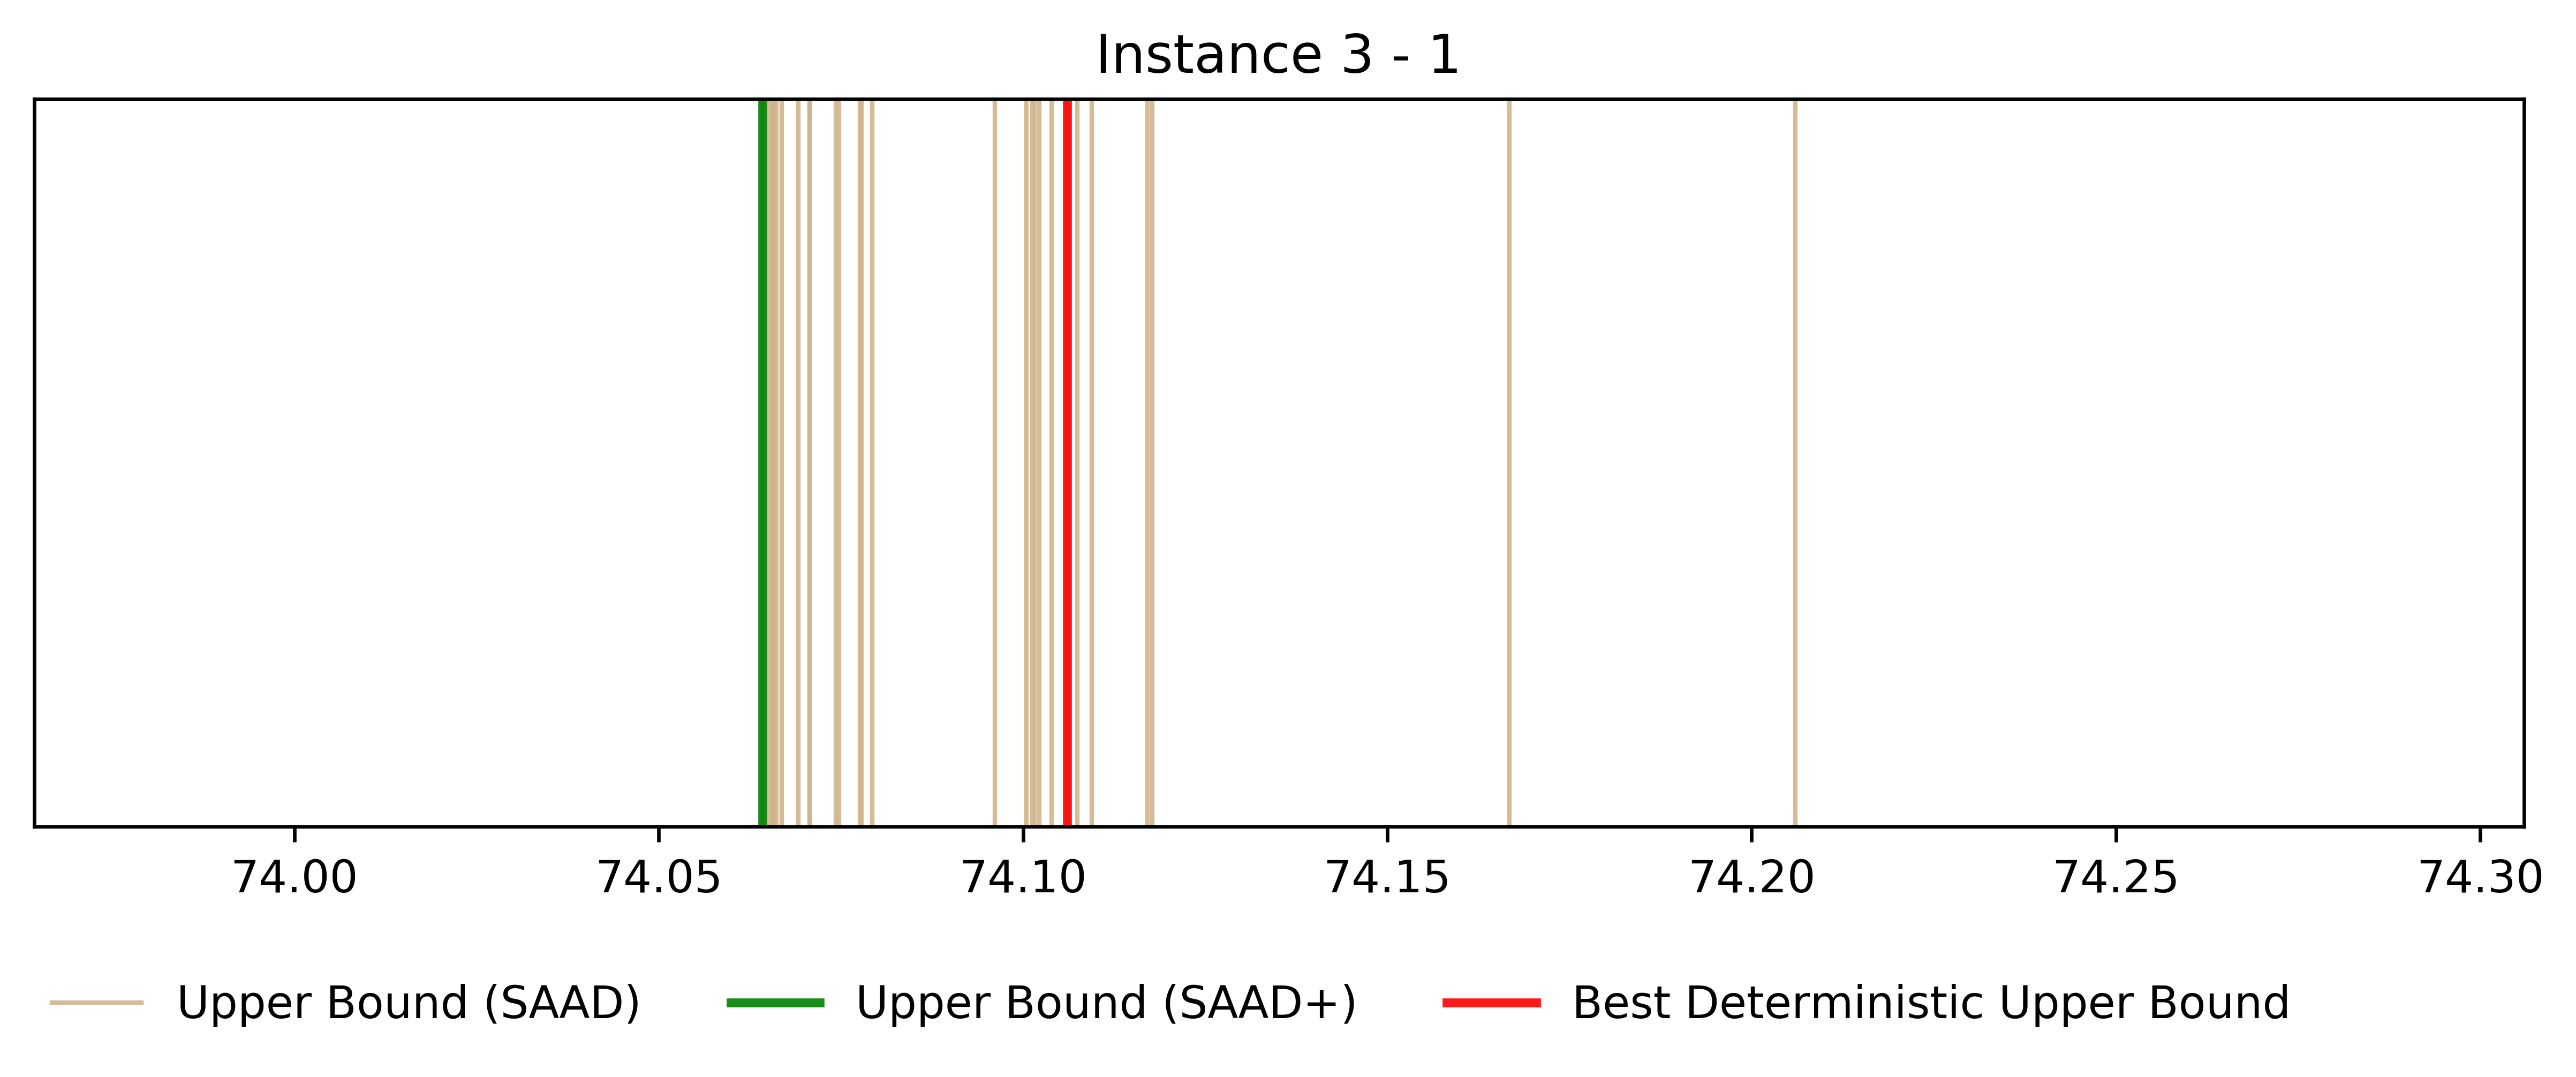 Instance 3 - 1
74.00 74.05 74.10 74.15 74.20 74.25 74.30
Upper Bound (SAAD) Upper Bound (SAAD+) Best Deterministic Upper Bound